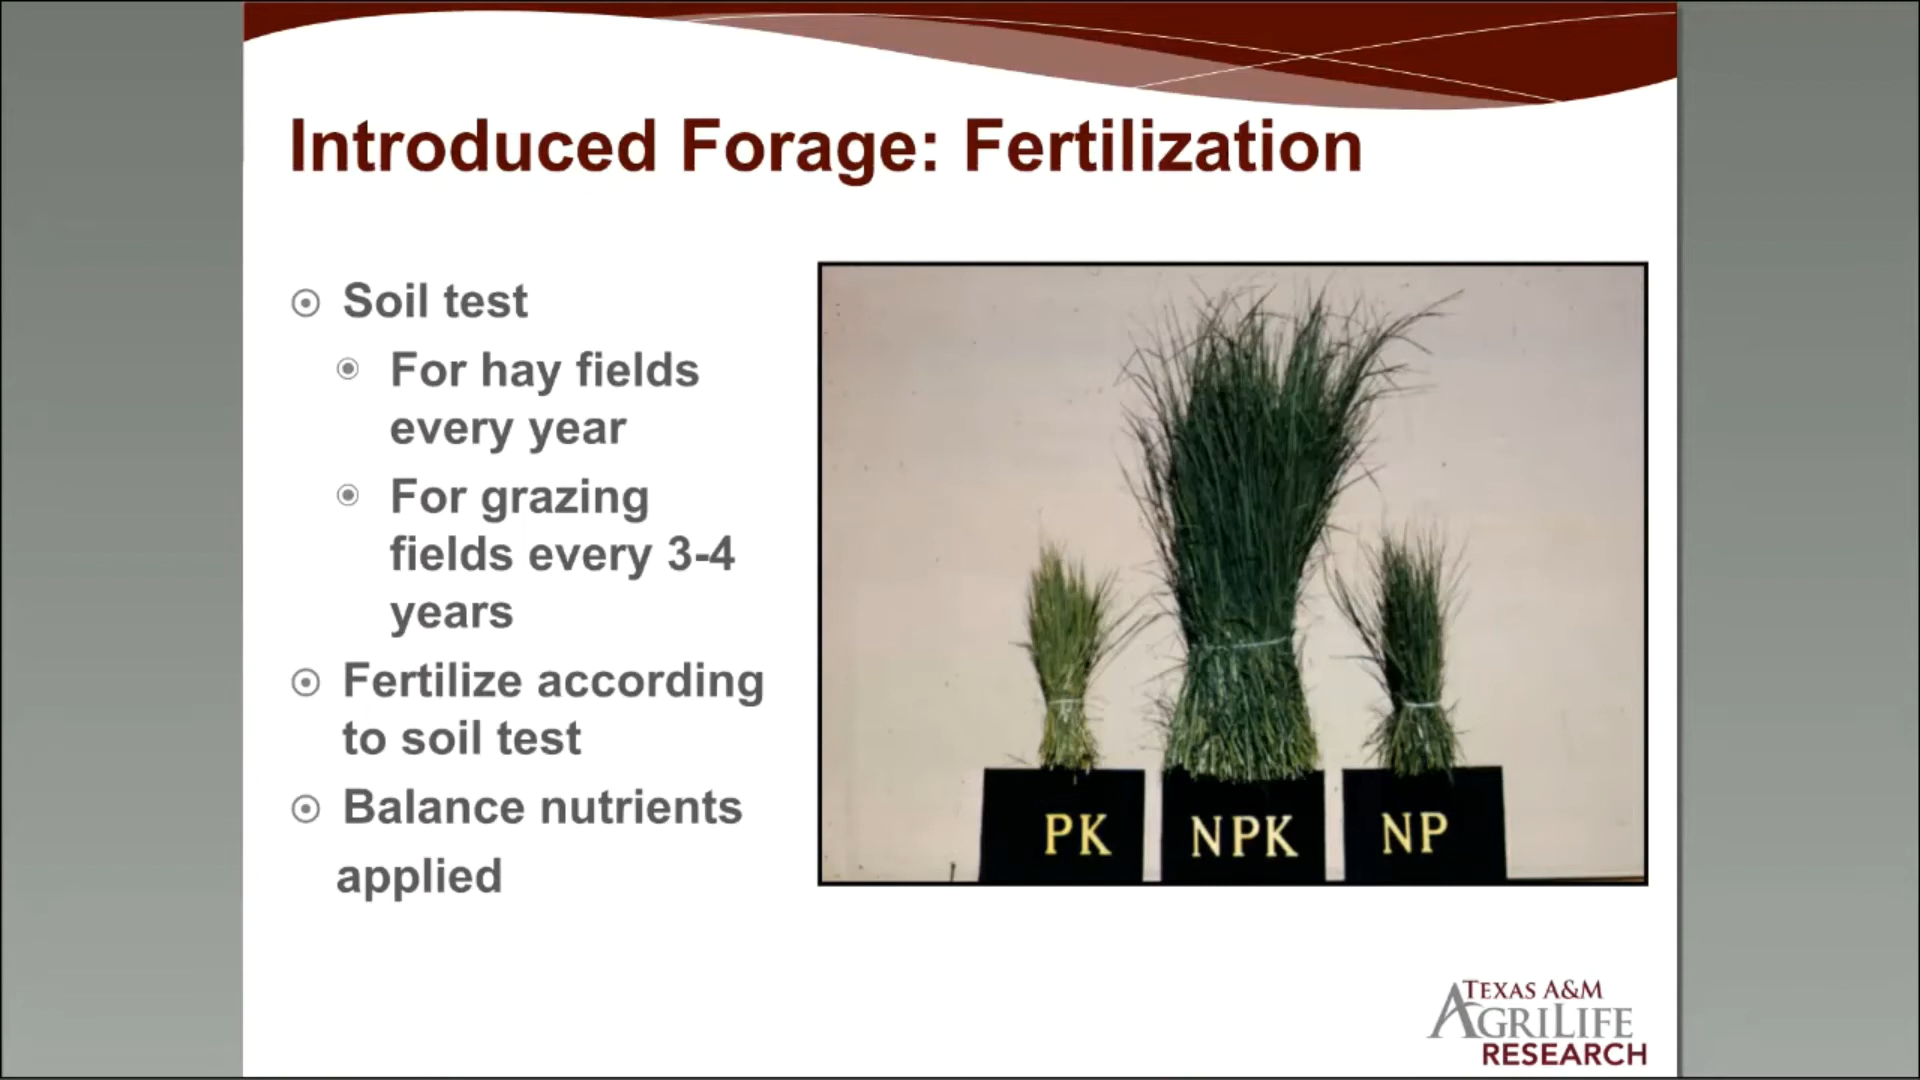 Introduced Forage: Fertilization
Soil test
For hay fields
every year
For grazing
fields every 3-4
years
Fertilize according
to soil test
Balance nutrients
applied
PK
NPK
NP
TEXAS A&M
AGRILIFE
RESEARCH